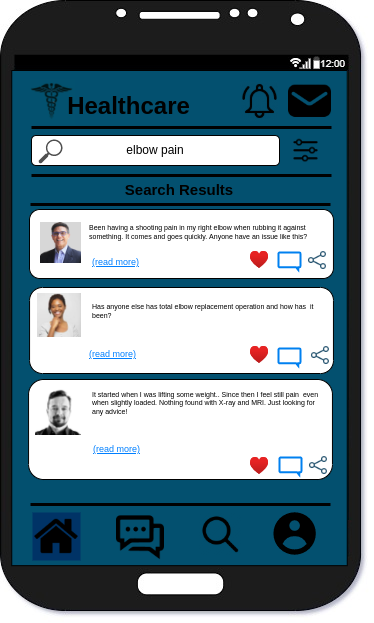 12:00
Healthcare
elbow pain
Search Results
Been having a shooting pain in my right elbow when rubbing it against
something. It comes and goes quickly. Anyone have an issue like this?
(read more)
Has anyone else has total elbow replacement operation and how has it
been?
(read more)
It started when I was lifting some weight.. Since then I feel still pain even
when slightly loaded. Nothing found with X-ray and MRI. Just looking for
any advice!
(read more)